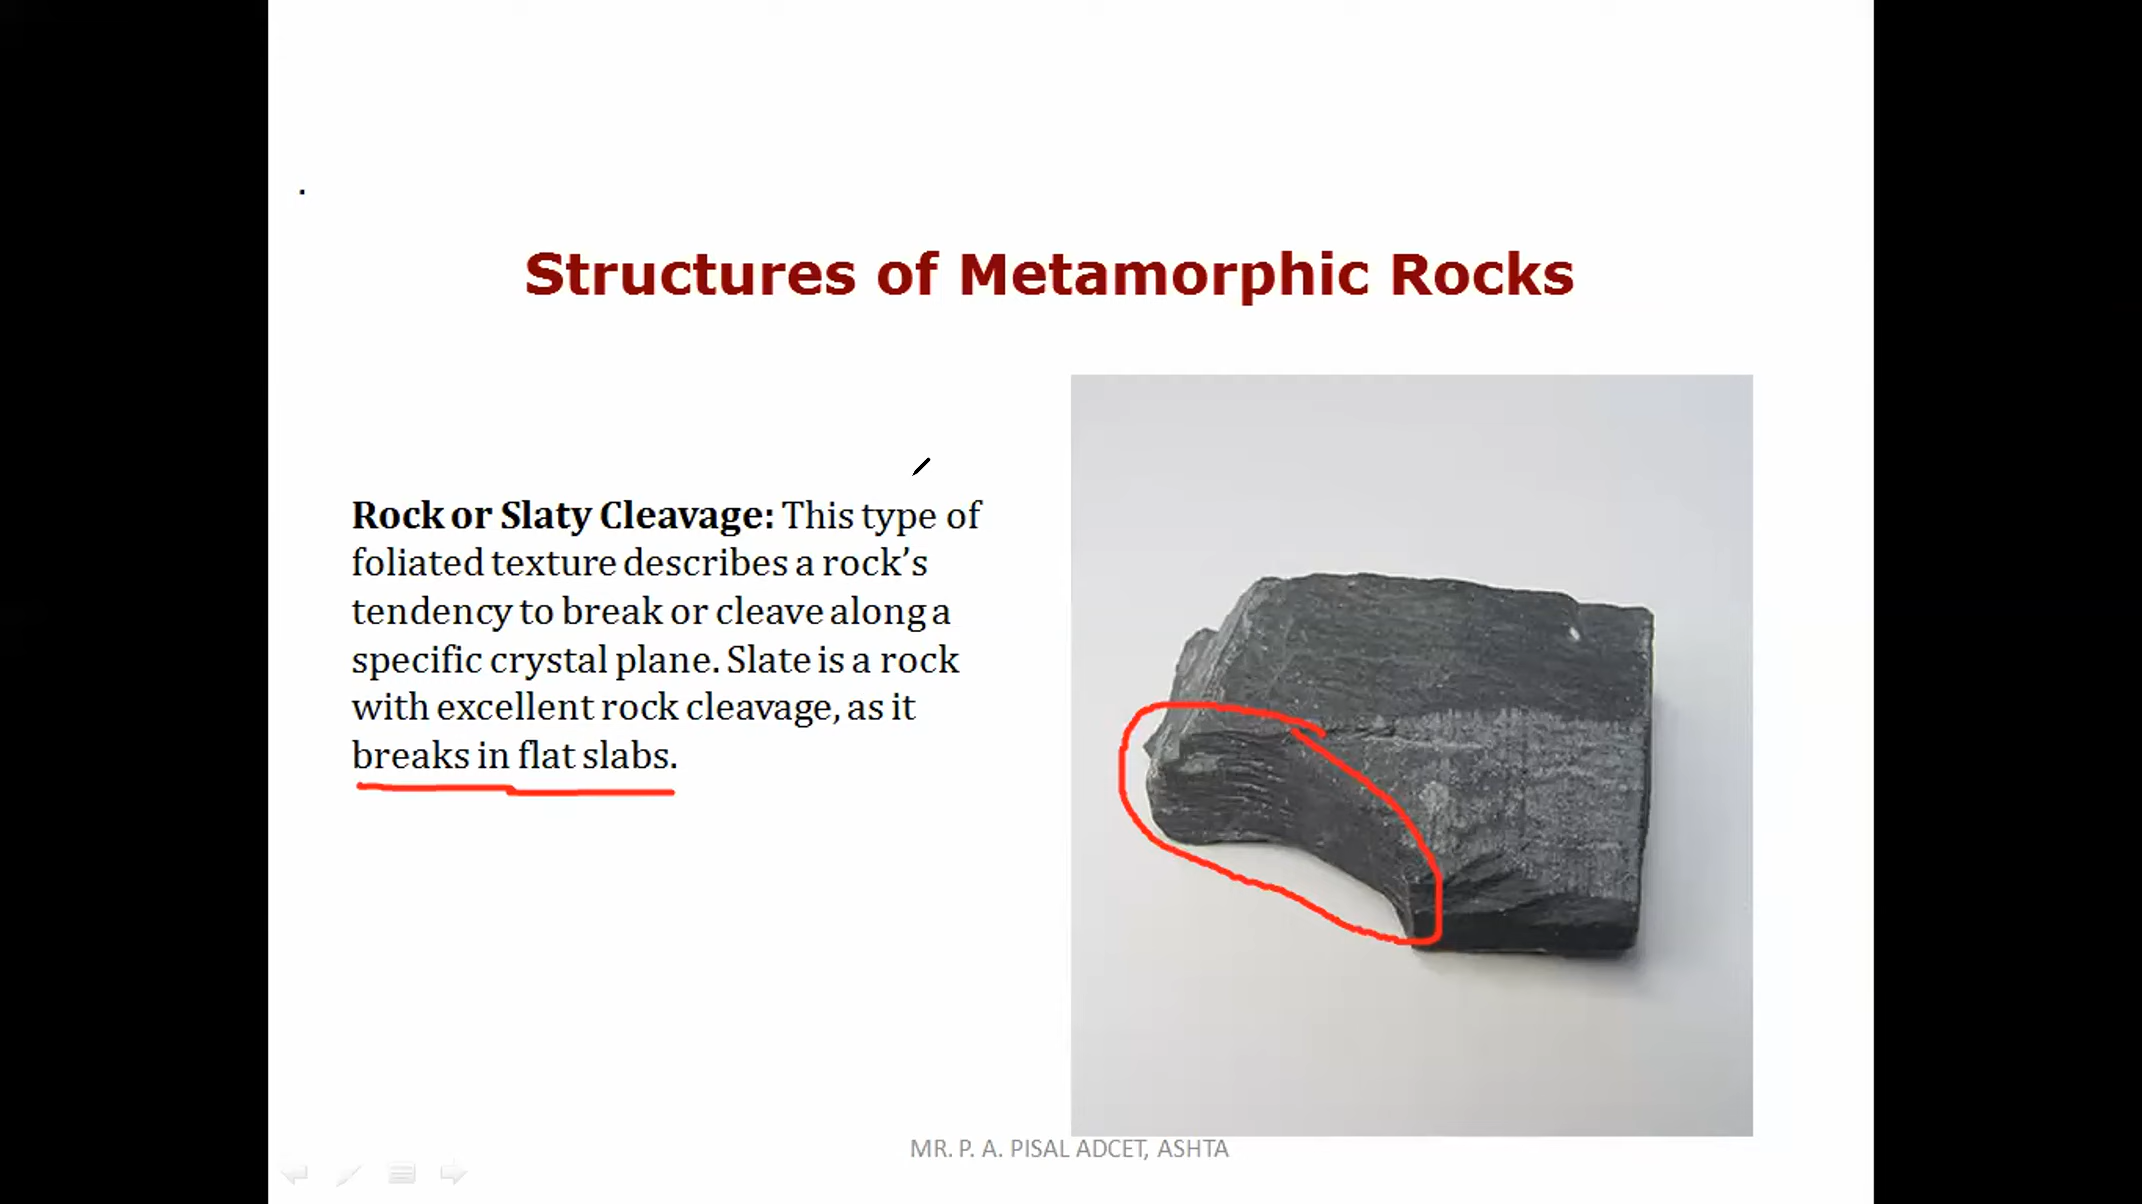 Structures of Metamorphic Rocks
Rock or Slaty Cleavage: This type of
foliated texture describes a rock’s
tendency to break or cleave along a
specific crystal plane. Slate is a rock
with excellent rock cleavage, as it
breaks in flat slabs.
MR. P. A. PISAL ADCET, ASHTA